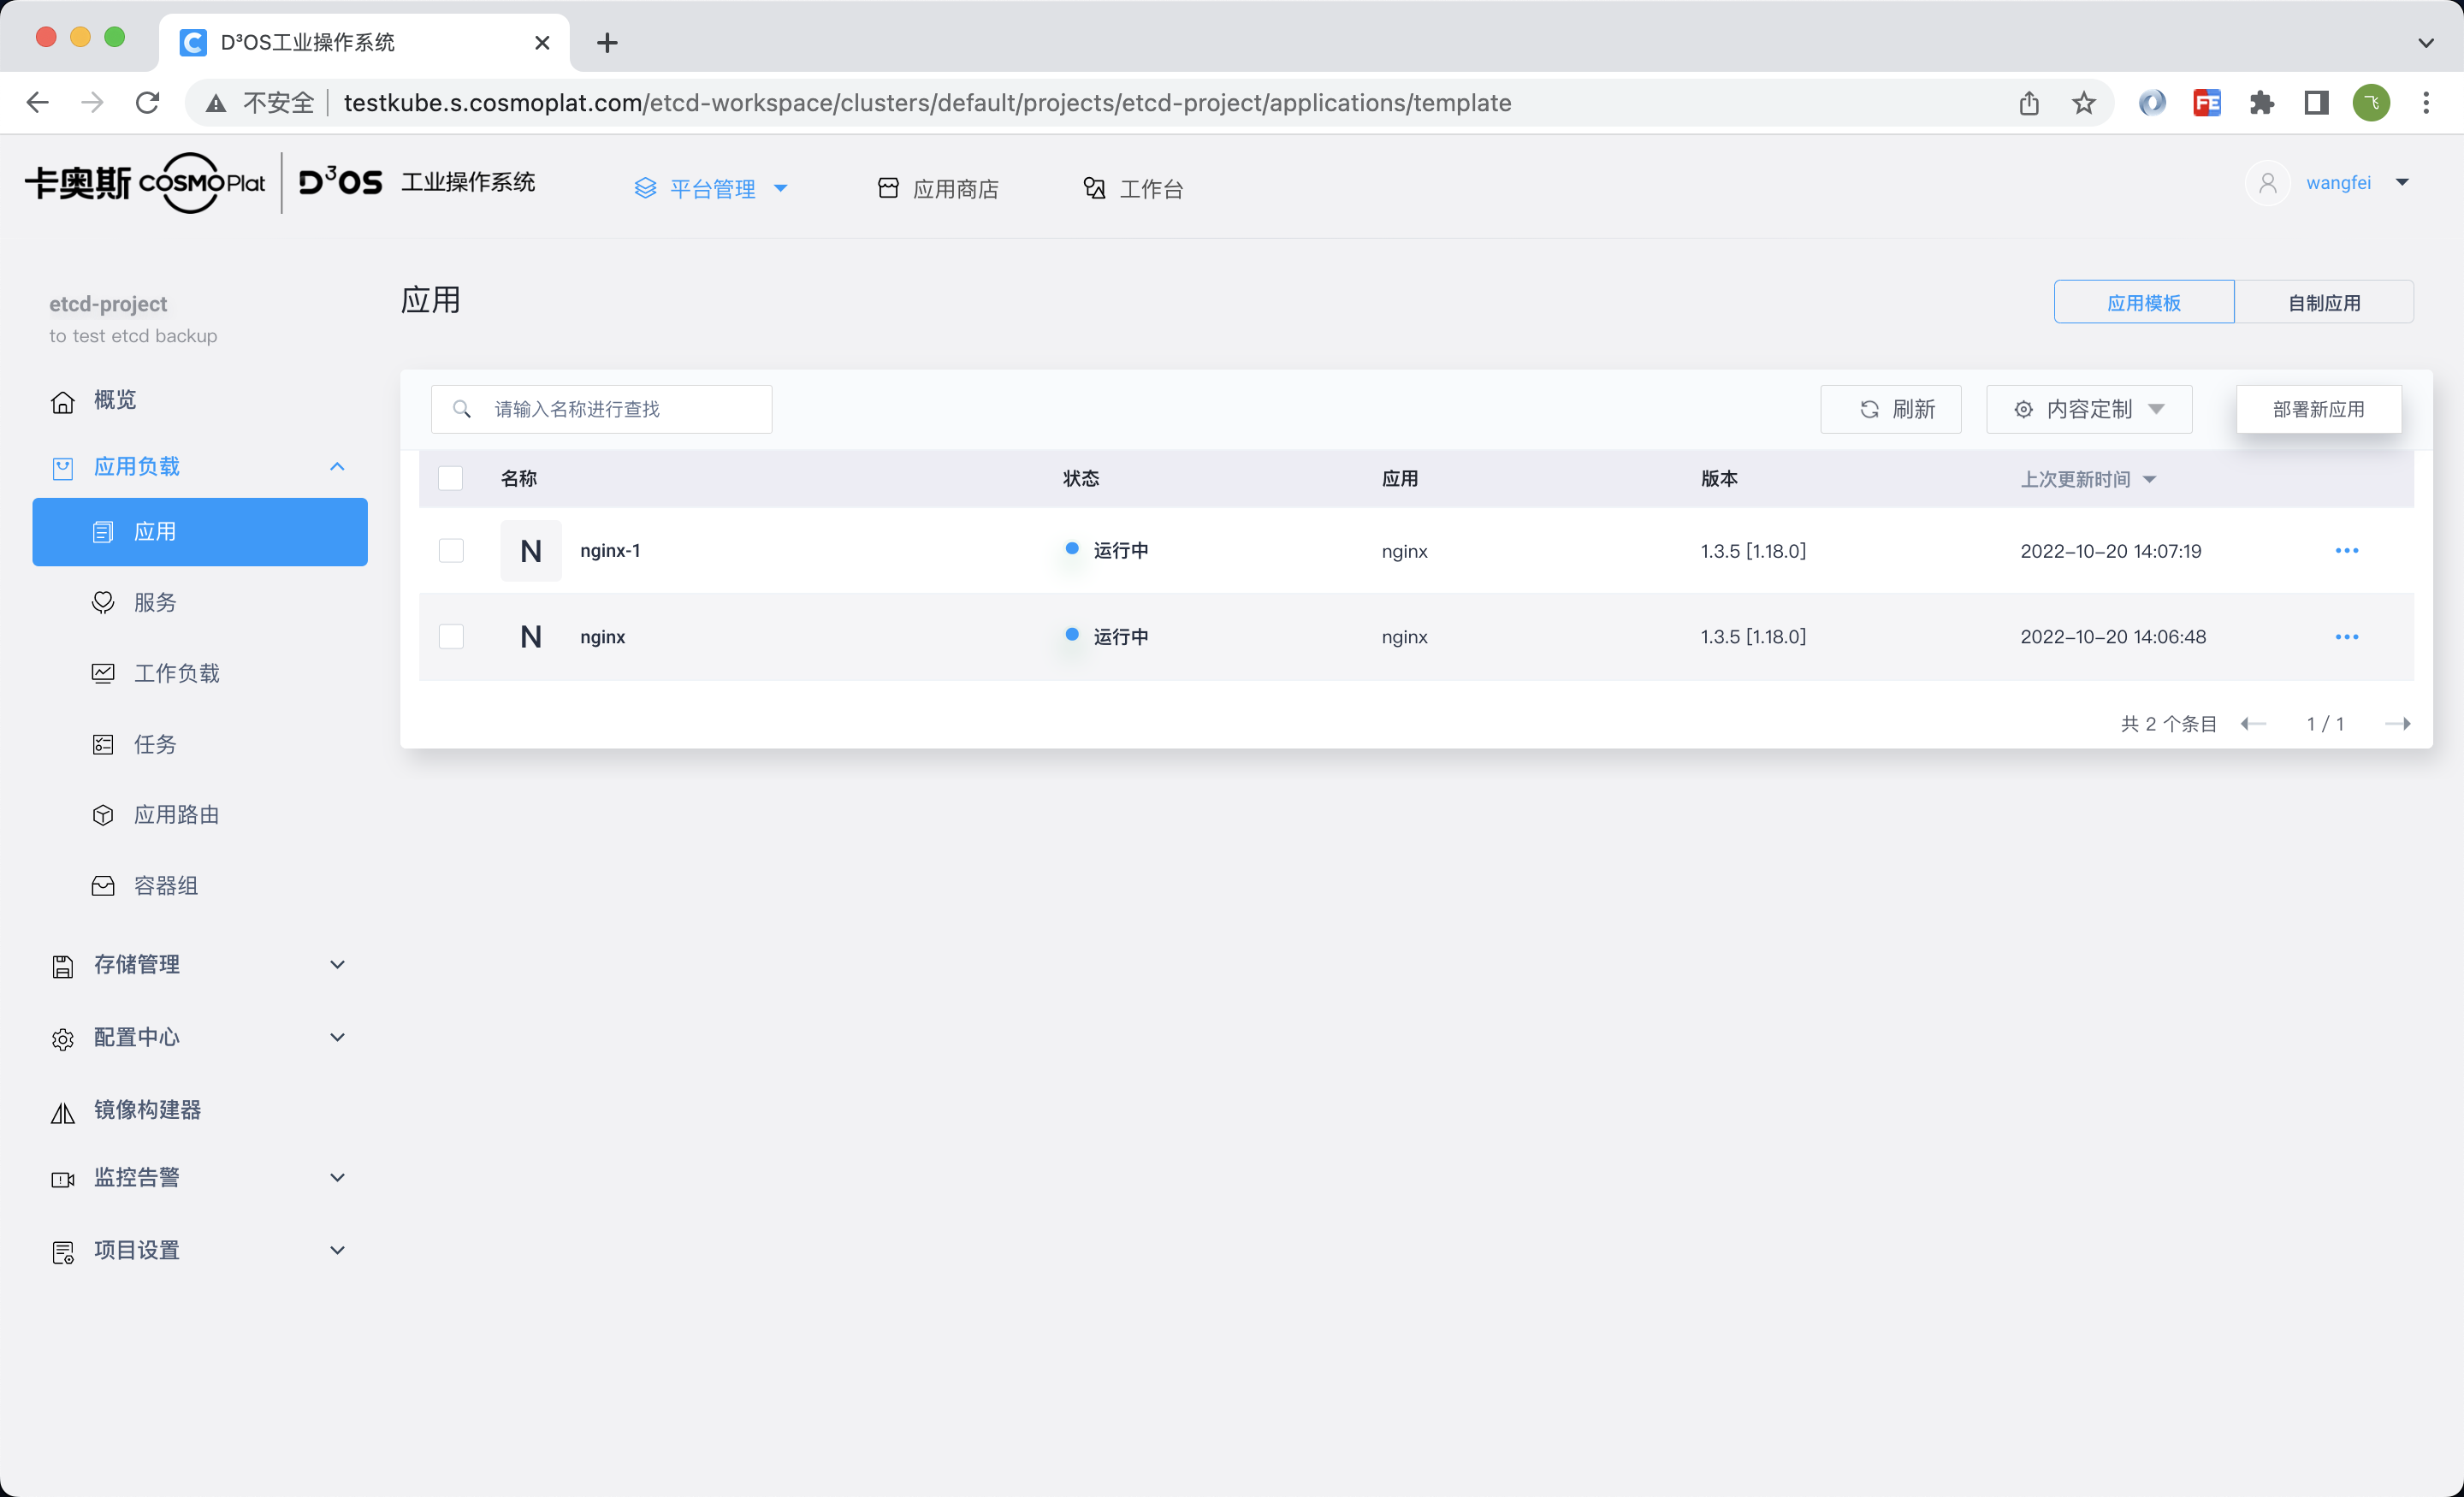 D³OS工业操作系统
不安全 testkube.s.cosmoplat.com/etcd-workspace/clusters/default/projects/etcd-project/applications/template
卡奥斯 COSMOPlat D³OS 工业操作系统 平台管理 应用商店 工作台 wangfei
etcd-project
to test etcd backup
概览
应用负载
应用
服务
工作负载
任务
应用路由
容器组
存储管理
配置中心
镜像构建器
监控告警
项目设置
应用 应用模板 自制应用
请输入名称进行查找 刷新 内容定制 部署新应用
名称 状态 应用 版本 上次更新时间
N nginx-1 运行中 nginx 1.3.5 [1.18.0] 2022-10-20 14:07:19
N nginx 运行中 nginx 1.3.5 [1.18.0] 2022-10-20 14:06:48
共 2 个条目 1 / 1